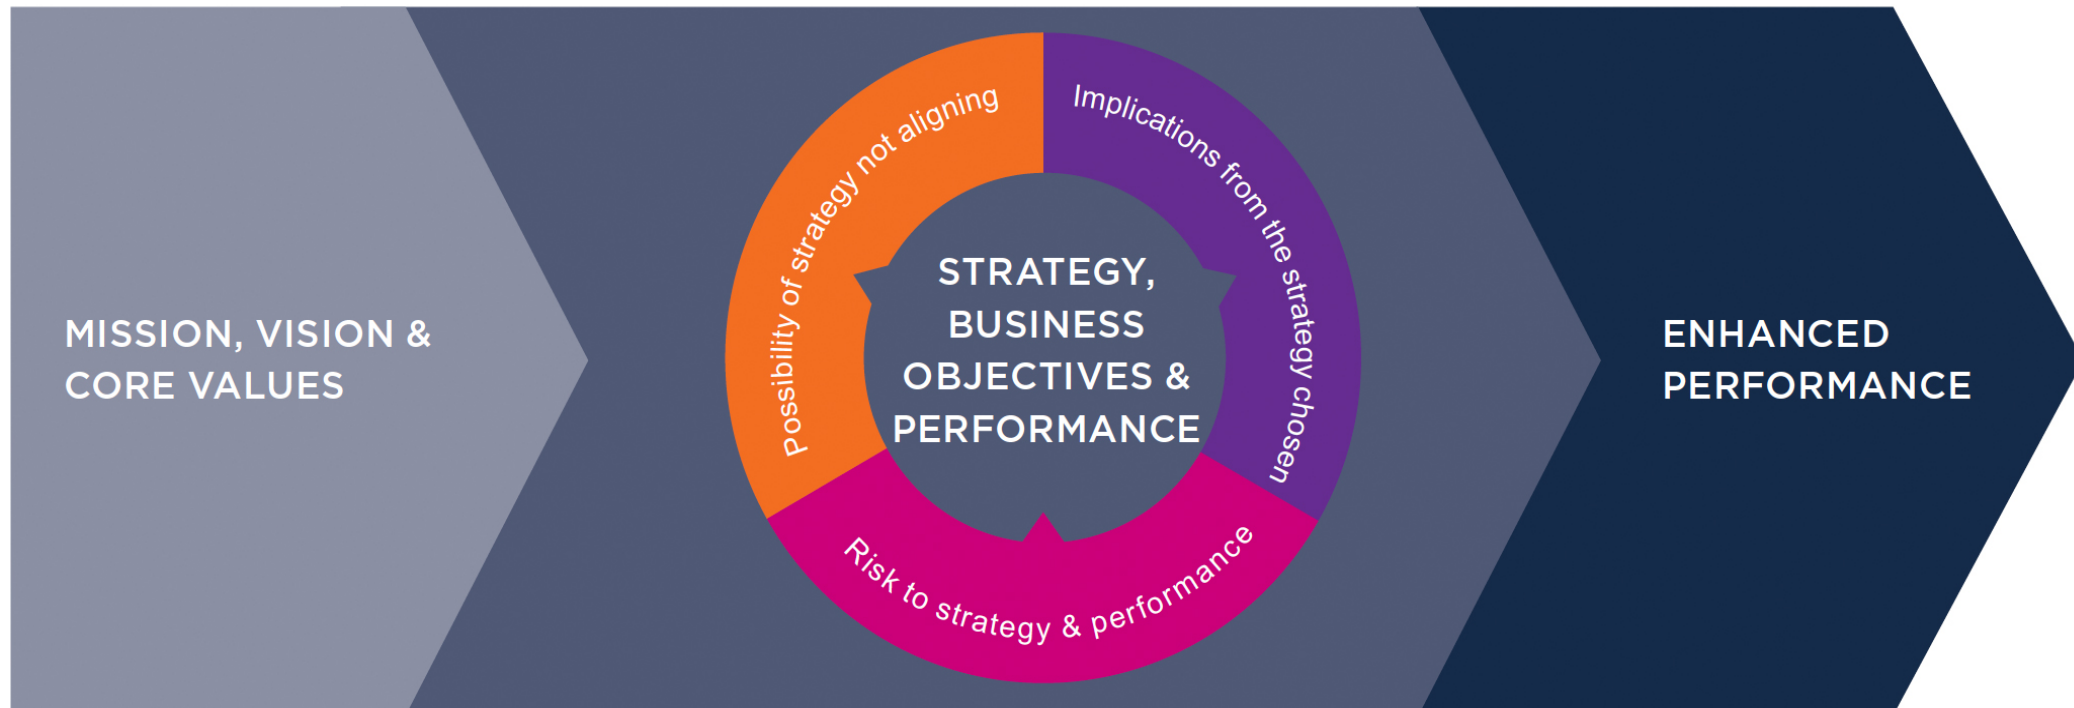 MISSION, VISION &
CORE VALUES
Possibility of strategy not aligning
Implications from the strategy chosen
Risk to strategy & performance
STRATEGY,
BUSINESS
OBJECTIVES &
PERFORMANCE
ENHANCED
PERFORMANCE